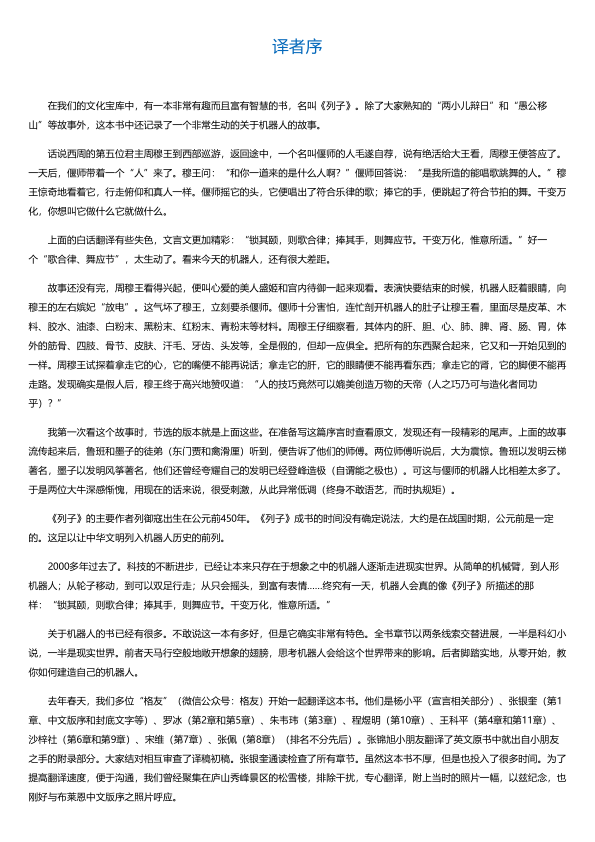 译者序
在我们的文化宝库中，有一本非常有趣而且富有智慧的书，名叫《列子》。除了大家熟知的“两小儿辩日”和“愚公移
山”等故事外，这本书中还记录了一个非常生动的关于机器人的故事。
话说西周的第五位君主周穆王到西部巡游，返回途中，一个名叫偃师的人毛遂自荐，说有绝活给大王看，周穆王便答应了。
一天后，偃师带着一个“人”来了。穆王问：“和你一道来的是什么人啊？”偃师回答说：“是我所造的能唱歌跳舞的人。”穆
王惊奇地看着它，行走俯仰和真人一样。偃师摇它的头，它便唱出了符合乐律的歌；捧它的手，便跳起了符合节拍的舞。千变万
化，你想叫它做什么它就做什么。
上面的白话翻译有些失色，文言文更加精彩：“锁其颐，则歌合律；捧其手，则舞应节。千变万化，惟意所适。”好一
个“歌合律、舞应节”，太生动了。看来今天的机器人，还有很大差距。
故事还没有完，周穆王看得兴起，便叫心爱的美人盛姬和宫内侍御一起来观看。表演快要结束的时候，机器人眨着眼睛，向
穆王的左右嫔妃“放电”。这气坏了穆王，立刻要杀偃师。偃师十分害怕，连忙剖开机器人的肚子让穆王看，里面尽是皮革、木
料、胶水、油漆、白粉末、黑粉末、红粉末、青粉末等材料。周穆王仔细察看，其体内的肝、胆、心、肺、脾、肾、肠、胃，体
外的筋骨、四肢、骨节、皮肤、汗毛、牙齿、头发等，全是假的，但却一应俱全。把所有的东西聚合起来，它又和一开始见到的
一样。周穆王试探着拿走它的心，它的嘴便不能再说话；拿走它的肝，它的眼睛便不能再看东西；拿走它的肾，它的脚便不能再
走路。发现确实是假人后，穆王终于高兴地赞叹道：“人的技巧竟然可以媲美创造万物的天帝（人之巧乃可与造化者同功
乎）？”
我第一次看这个故事时，节选的版本就是上面这些。在准备写这篇序言时查看原文，发现还有一段精彩的尾声。上面的故事
流传起来后，鲁班和墨子的徒弟（东门贾和禽滑厘）听到，便告诉了他们的师傅。两位师傅听说后，大为震惊。鲁班以发明云梯
著名，墨子以发明风筝著名，他们还曾经夸耀自己的发明已经登峰造极（自谓能之极也）。可这与偃师的机器人比相差太多了。
于是两位大牛深感惭愧，用现在的话来说，很受刺激，从此异常低调（终身不敢语艺，而时执规矩）。
《列子》的主要作者列御寇出生在公元前450年。《列子》成书的时间没有确定说法，大约是在战国时期，公元前是一定
的。这足以让中华文明列入机器人历史的前列。
2000多年过去了。科技的不断进步，已经让本来只存在于想象之中的机器人逐渐走进现实世界。从简单的机械臂，到人形
机器人；从轮子移动，到可以双足行走；从只会摇头，到富有表情……终究有一天，机器人会真的像《列子》所描述的那
样：“锁其颐，则歌合律；捧其手，则舞应节。千变万化，惟意所适。”
关于机器人的书已经有很多。不敢说这一本有多好，但是它确实非常有特色。全书章节以两条线索交替进展，一半是科幻小
说，一半是现实世界。前者天马行空般地敞开想象的翅膀，思考机器人会给这个世界带来的影响。后者脚踏实地，从零开始，教
你如何建造自己的机器人。
去年春天，我们多位“格友”（微信公众号：格友）开始一起翻译这本书。他们是杨小平（宣言相关部分）、张银奎（第1
章、中文版序和封底文字等）、罗冰（第2章和第5章）、朱韦玮（第3章）、程煜明（第10章）、王科平（第4章和第11章）、
沙梓社（第6章和第9章）、宋维（第7章）、张佩（第8章）（排名不分先后）。张锦旭小朋友翻译了英文原书中就出自小朋友
之手的附录部分。大家结对相互审查了译稿初稿。张银奎通读检查了所有章节。虽然这本书不厚，但是也投入了很多时间。为了
提高翻译速度，便于沟通，我们曾经聚集在庐山秀峰景区的松莺楼，排除干扰，专心翻译，附上当时的照片一幅，以兹纪念，也
刚好与布莱恩中文版序之照片呼应。